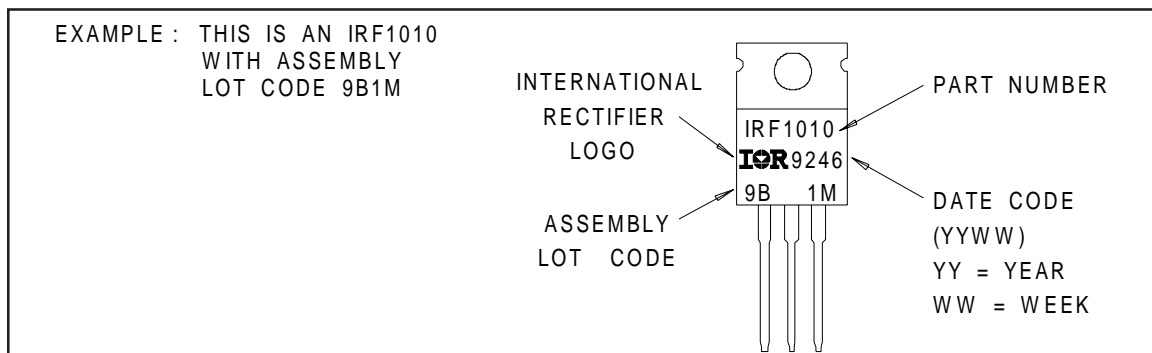 EXAMPLE : THIS IS AN IRF1010
WITH ASSEMBLY
LOT CODE 9B1M
INTERNATIONAL
RECTIFIER
LOGO
ASSEMBLY
LOT CODE
IRF1010
IOR 9246
9B 1M
PART NUMBER
DATE CODE
(YYWW)
YY = YEAR
WW = WEEK